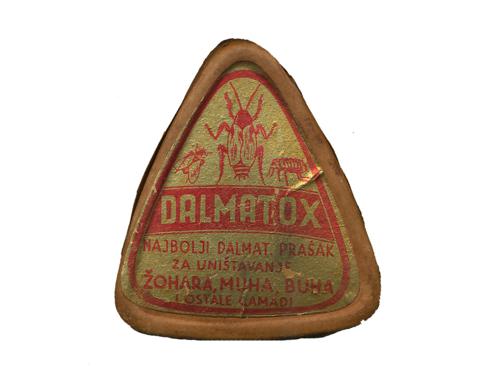 DALMATOX
NAJBOLJI DALMAT. PRAŠAK
ZA UNIŠTAVANJE
ŽOHARA, MUHA, BUHA
I OSTALE GAMADI